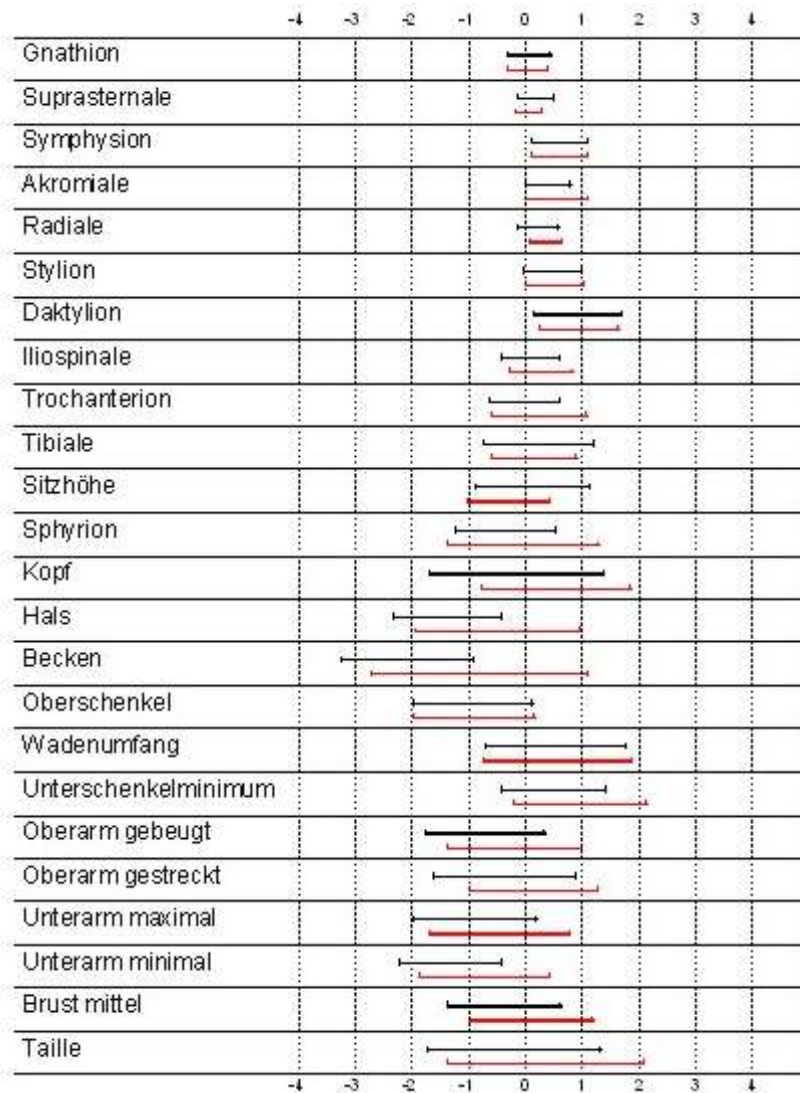 -4 -3 -2 -1 0 1 2 3 4
Gnathion
Suprasternale
Symphysion
Akromiale
Radiale
Stylion
Daktylion
Iliospinale
Trochanterion
Tibiale
Sitzhöhe
Sphyrion
Kopf
Hals
Becken
Oberschenkel
Wadenumfang
Unterschenkelminimum
Oberarm gebeugt
Oberarm gestreckt
Unterarm maximal
Unterarm minimal
Brust mittel
Taille
-4 -3 -2 -1 0 1 2 3 4